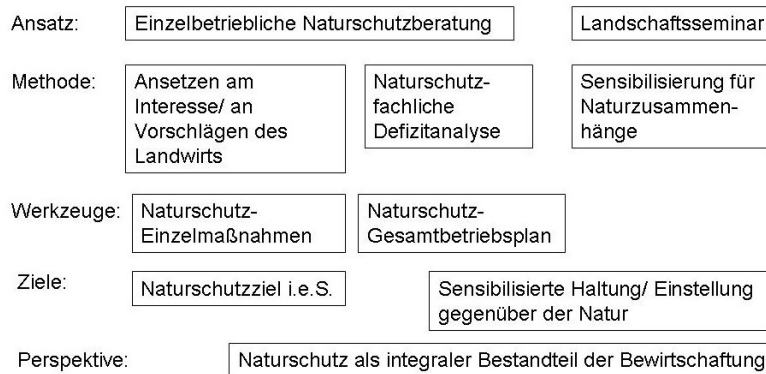 Ansatz: Einzelbetriebliche Naturschutzberatung Landschaftsseminar
Methode:
Ansetzen am
Interesse/ an
Vorschlägen des
Landwirts
Naturschutz-
fachliche
Defizitanalyse
Sensibilisierung für
Naturzusammen-
hänge
Werkzeuge:
Naturschutz-
Einzelmaßnahmen
Naturschutz-
Gesamtbetriebsplan
Ziele:
Naturschutzziel i.e.S.
Sensibilisierte Haltung/ Einstellung
gegenüber der Natur
Perspektive: Naturschutz als integraler Bestandteil der Bewirtschaftung